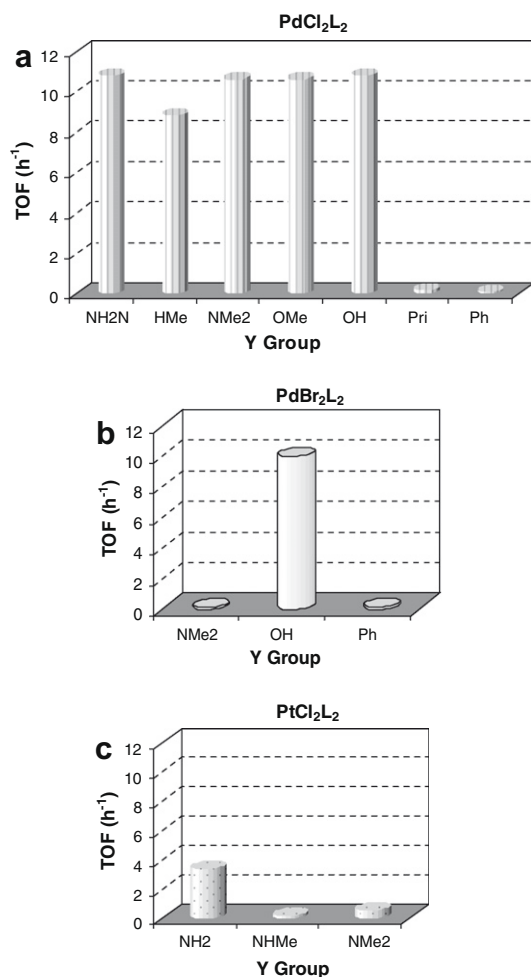 PdCl₂L₂
a
12
10
8
6
4
2
0
TOF (h⁻¹)
NH2N HMe NMe2 OMe OH Pri Ph
Y Group
PdBr₂L₂
b
12
10
8
6
4
2
0
TOF (h⁻¹)
NMe2 OH Ph
Y Group
PtCl₂L₂
c
12
10
8
6
4
2
0
TOF (h⁻¹)
NH2 NHMe NMe2
Y Group